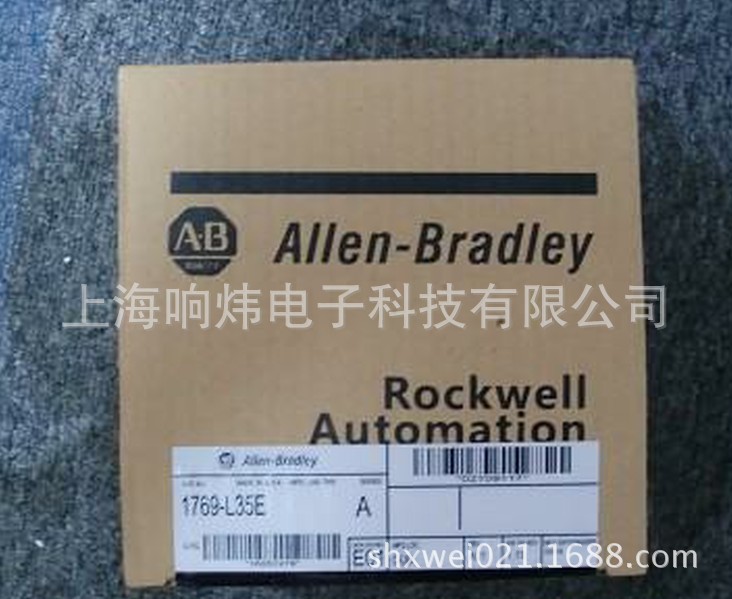 A·B
Allen-Bradley
上海响炜电子科技有限公司
Rockwell
Automation
Allen-Bradley
1769-L35E
A
shxwei021.1688.com